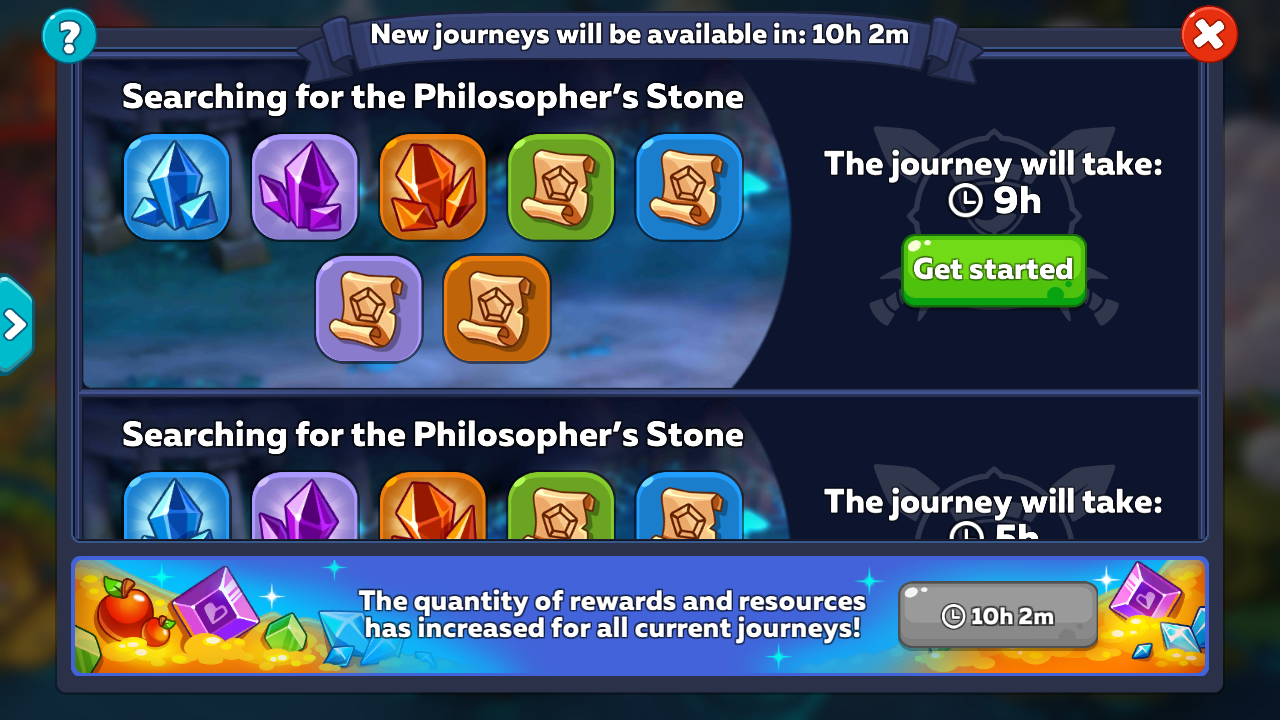 ?
New journeys will be available in: 10h 2m
Searching for the Philosopher's Stone
The journey will take:
9h
Get started
Searching for the Philosopher's Stone
The journey will take:
5h
The quantity of rewards and resources
has increased for all current journeys!
10h 2m